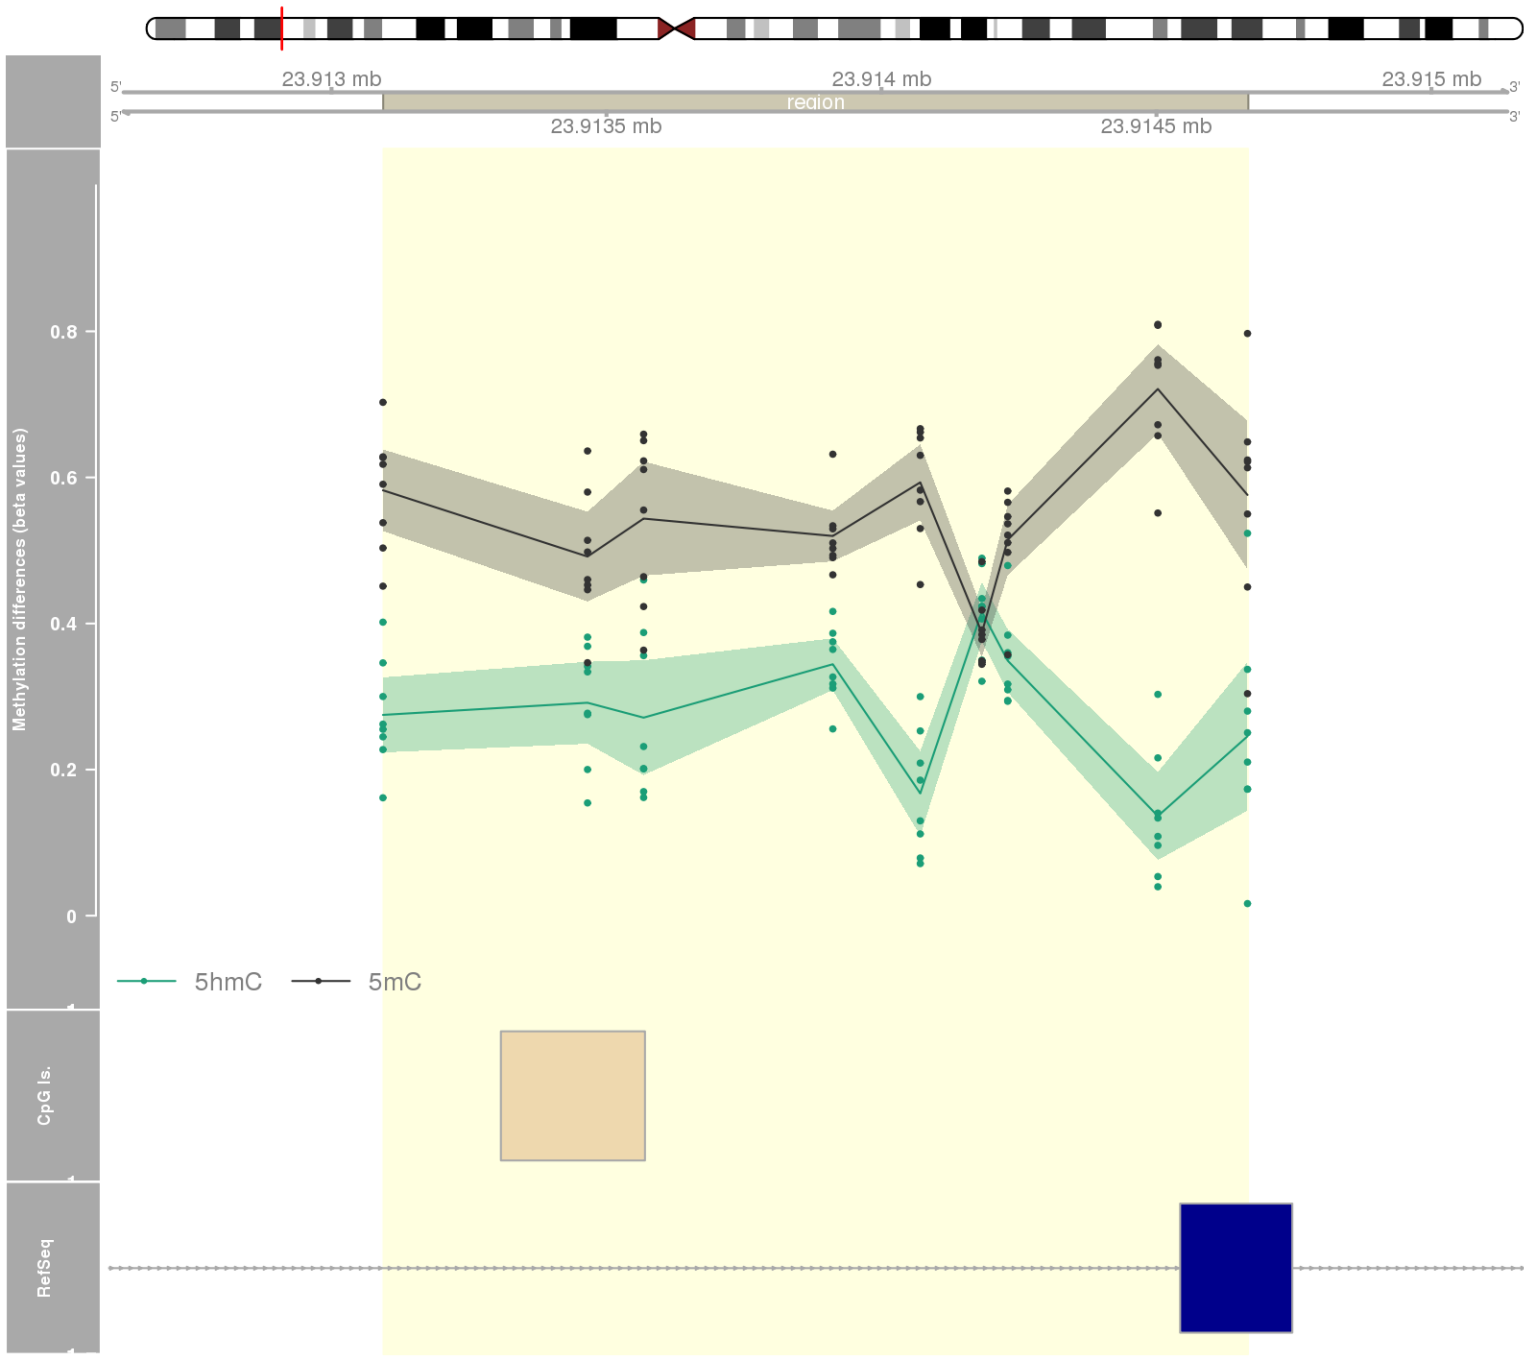 23.913 mb 23.914 mb 23.915 mb
5' 3'
region
5' 3'
23.9135 mb 23.9145 mb
Methylation differences (beta values)
0.8
0.6
0.4
0.2
0
5hmC 5mC
CpG Is.
RefSeq